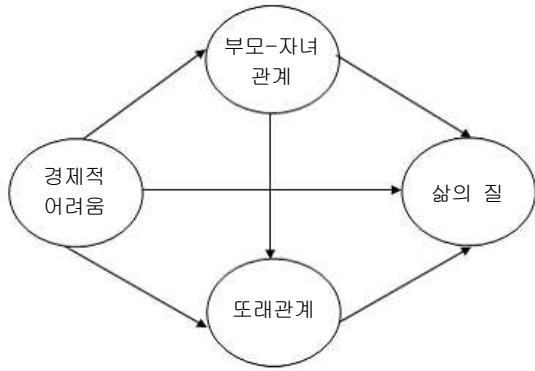 부모-자녀
관계
경제적
어려움
삶의 질
또래관계